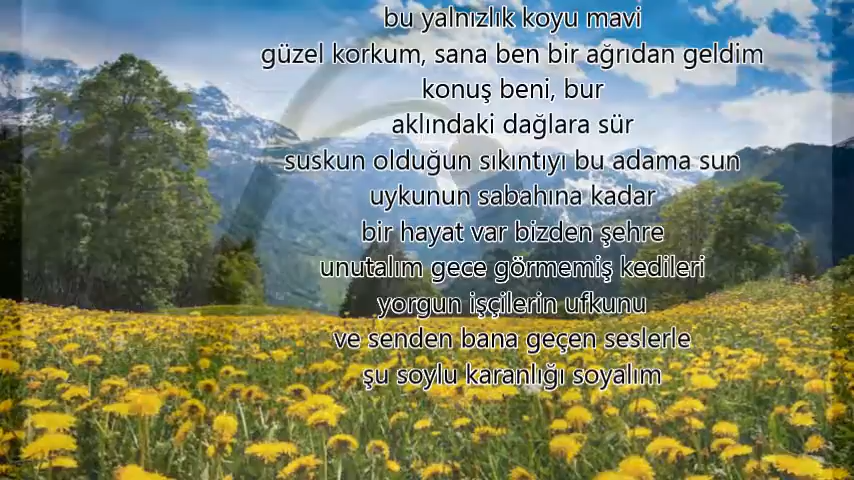 bu yalnızlık koyu mavi
güzel korkum, sana ben bir ağrıdan geldim
konuş beni, bur
aklındaki dağlara sür
suskun olduğun sıkıntıyı bu adama sun
uykunun sabahına kadar
bir hayat var bizden şehre
unutalım gece görmemiş kedileri
yorgun işçilerin ufkunu
ve senden bana geçen seslerle
şu soylu karanlığı soyalım